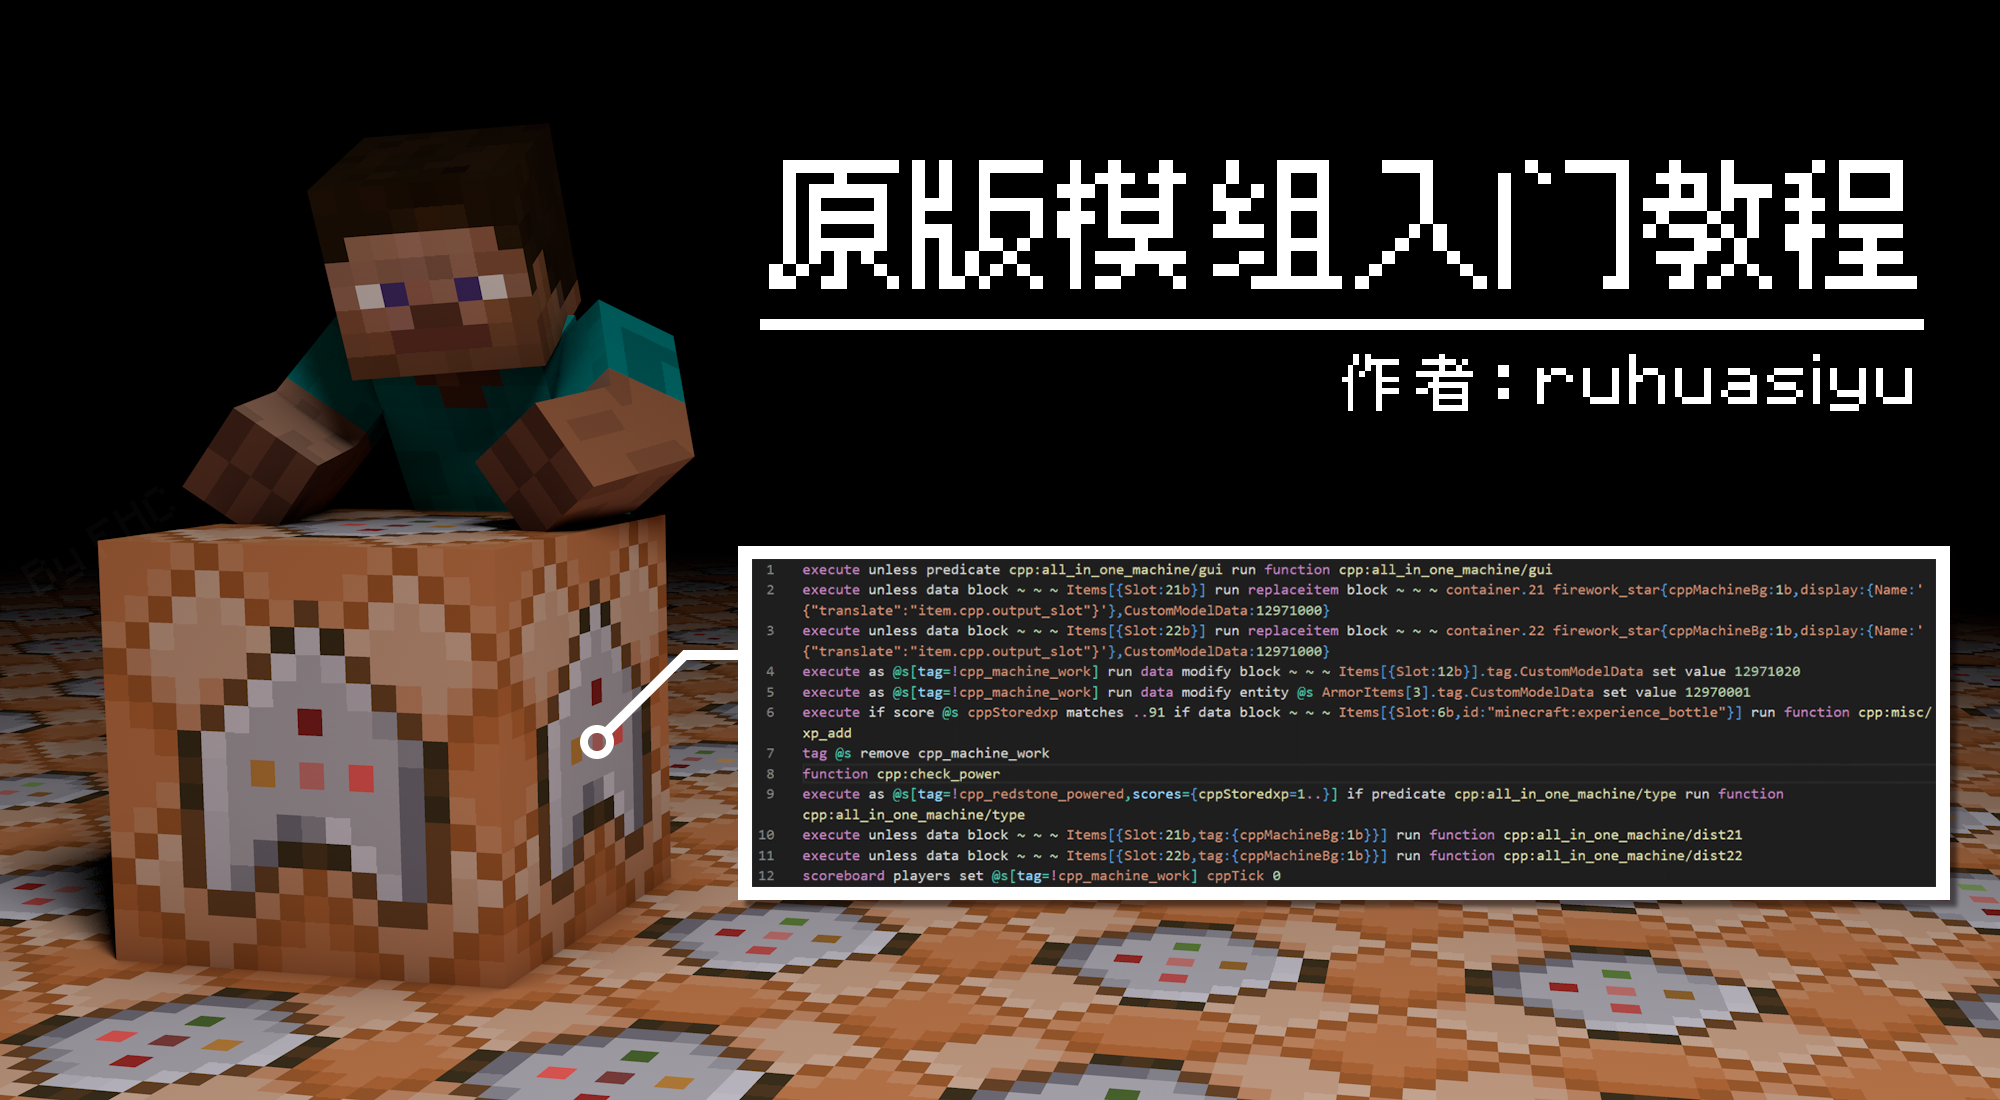 原版模组入门教程
作者：ruhuasiyu
By CHC
1 execute unless predicate cpp:all_in_one_machine/gui run function cpp:all_in_one_machine/gui
2 execute unless data block ~ ~ ~ Items[{Slot:21b}] run replaceitem block ~ ~ ~ container.21 firework_star{cppMachineBg:1b,display:{Name:'
{"translate":"item.cpp.output_slot"}'},CustomModelData:12971000}
3 execute unless data block ~ ~ ~ Items[{Slot:22b}] run replaceitem block ~ ~ ~ container.22 firework_star{cppMachineBg:1b,display:{Name:'
{"translate":"item.cpp.output_slot"}'},CustomModelData:12971000}
4 execute as @s[tag=!cpp_machine_work] run data modify block ~ ~ ~ Items[{Slot:12b}].tag.CustomModelData set value 12971020
5 execute as @s[tag=!cpp_machine_work] run data modify entity @s ArmorItems[3].tag.CustomModelData set value 12970001
6 execute if score @s cppStoredxp matches ..91 if data block ~ ~ ~ Items[{Slot:6b,id:"minecraft:experience_bottle"}] run function cpp:misc/
xp_add
7 tag @s remove cpp_machine_work
8 function cpp:check_power
9 execute as @s[tag=!cpp_redstone_powered,scores={cppStoredxp=1..}] if predicate cpp:all_in_one_machine/type run function
cpp:all_in_one_machine/type
10 execute unless data block ~ ~ ~ Items[{Slot:21b,tag:{cppMachineBg:1b}}] run function cpp:all_in_one_machine/dist21
11 execute unless data block ~ ~ ~ Items[{Slot:22b,tag:{cppMachineBg:1b}}] run function cpp:all_in_one_machine/dist22
12 scoreboard players set @s[tag=!cpp_machine_work] cppTick 0